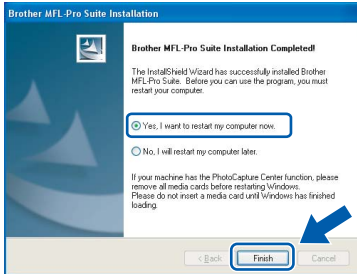 Brother MFL-Pro Suite Installation
Brother MFL-Pro Suite Installation Completed!
The InstallShield Wizard has successfully installed Brother
MFL-Pro Suite. Before you can use the program, you must
restart your computer.
Yes, I want to restart my computer now.
No, I will restart my computer later.
If your machine has the PhotoCapture Center function, please
remove all media cards before restarting Windows.
Please do not insert a media card until Windows has finished
loading.
< Back
Finish
Cancel